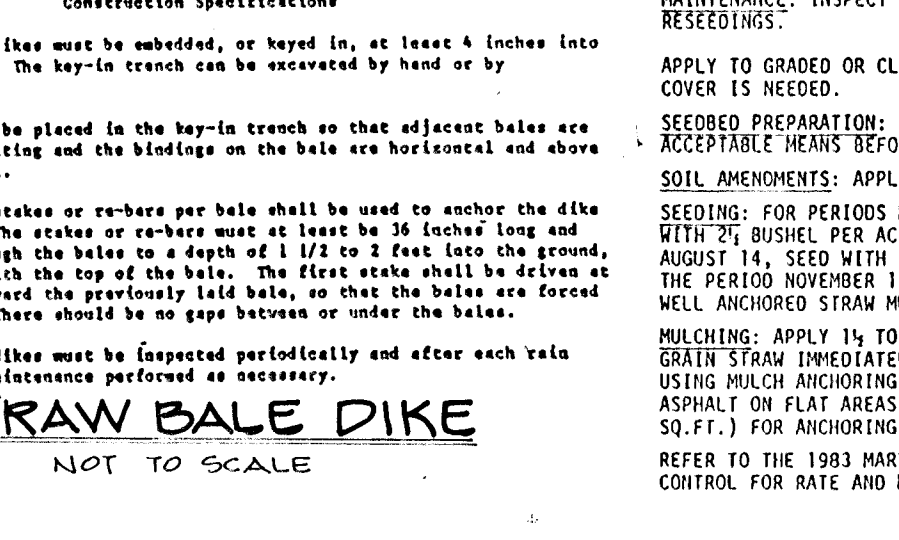 Construction Specifications
ikes must be embedded, or keyed in, at least 4 inches into
The key-in trench can be excavated by hand or by
be placed in the key-in trench so that adjacent bales are
ting and the bindings on the bale are horizontal and above
takes or re-bars per bale shall be used to anchor the dike
he stakes or re-bars must at least be 36 inches long and
gh the bales to a depth of 1 1/2 to 2 feet into the ground,
th the top of the bale. The first stake shall be driven at
ard the previously laid bale, so that the bales are forced
here should be no gaps between or under the bales.
ikes must be inspected periodically and after each rain
intenance performed as necessary.
RAW BALE DIKE
NOT TO SCALE
MAINTENANCE: INSPECT
RESEEDINGS.
APPLY TO GRADED OR CL
COVER IS NEEDED.
SEEDBED PREPARATION:
ACCEPTABLE MEANS BEFO
SOIL AMENDMENTS: APPL
SEEDING: FOR PERIODS
WITH 2½ BUSHEL PER AC
AUGUST 14, SEED WITH
THE PERIOD NOVEMBER 1
WELL ANCHORED STRAW M
MULCHING: APPLY 1½ TO
GRAIN STRAW IMMEDIATE
USING MULCH ANCHORING
ASPHALT ON FLAT AREAS
SQ.FT.) FOR ANCHORING
REFER TO THE 1983 MAR
CONTROL FOR RATE AND